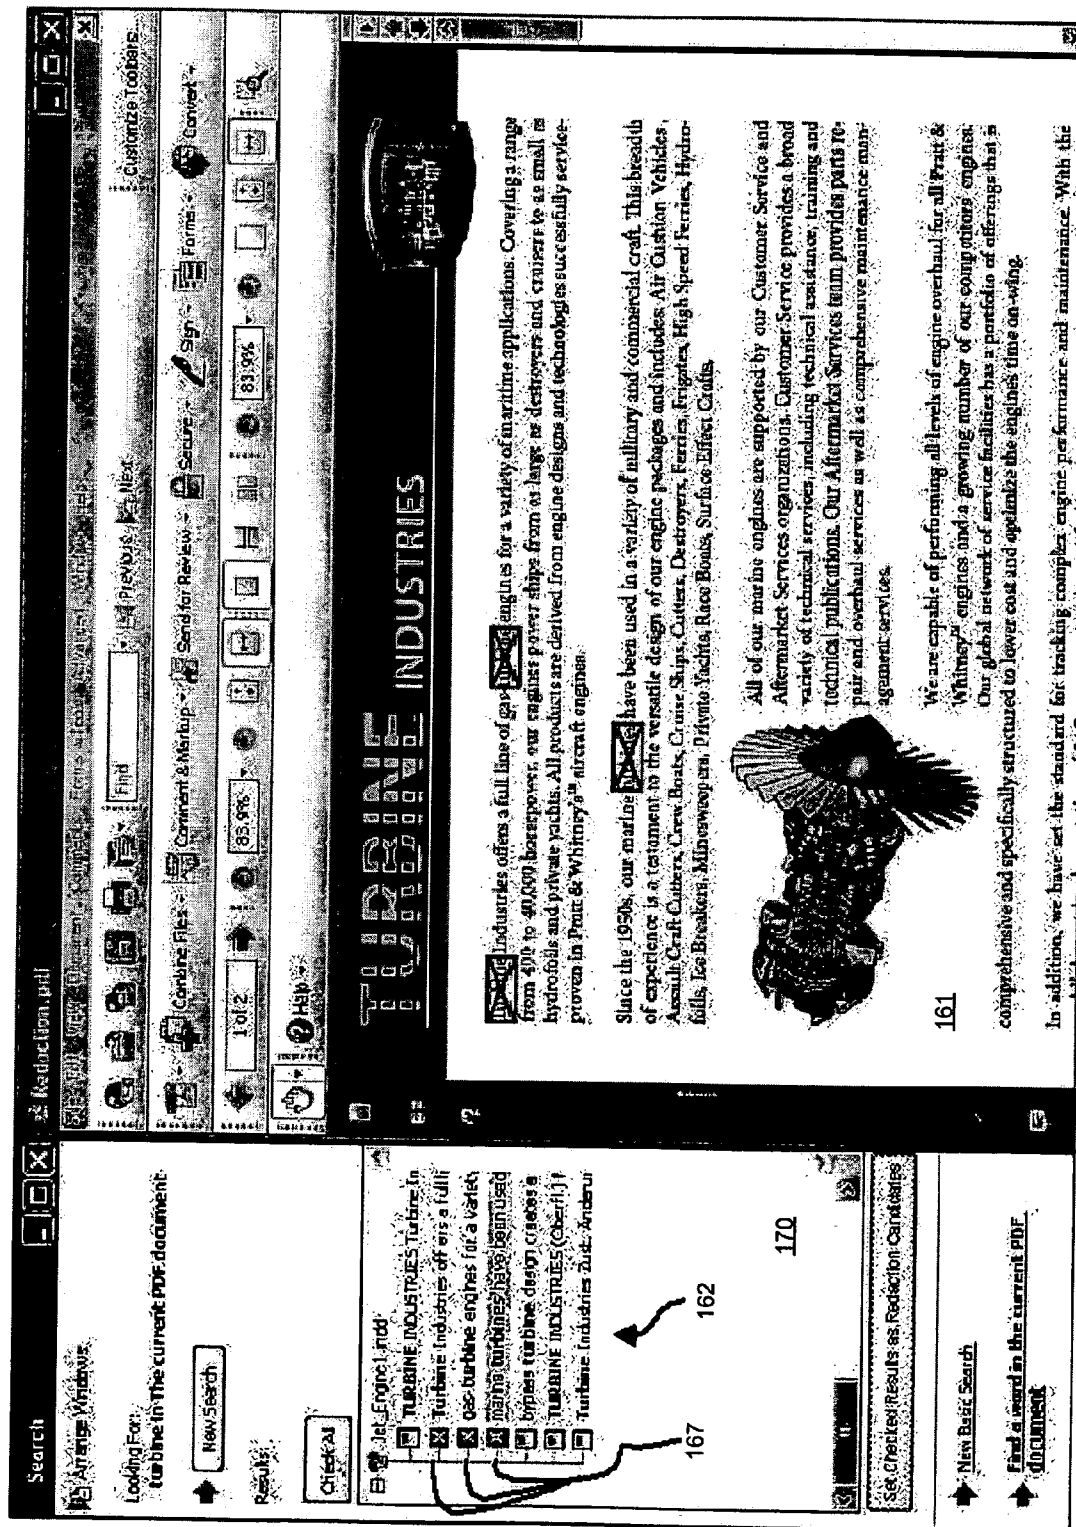 Search
Arrange Windows
Looking For:
turbine in The current PDF document
New Search
Results:
Check All
Jet_Engine1.indd
TURBINE INDUSTRIES Turbine In
Turbine Industries offers a full l
gas turbine engines for a variety
marine turbines have been used
bypass turbine design creates a
TURBINE INDUSTRIES
Turbine Industries
162
167
170
Set Checked Results as Redaction Candidates
New Basic Search
Find a word in the current PDF
document
Redaction.pdf
Customize Toolbars
Find
Previous
Next
Combine Files
Comment & Markup
Send for Review
Secure
Sign
Forms
Convert
1 of 2
83.9%
83.9%
Help
TURBINE INDUSTRIES
Industries offers a full line of gas engines for a variety of maritime applications. Covering a range
from 400 to 40,000 horsepower, our engines power ships from as large as destroyers and cruisers to as small as
hydrofoils and private yachts. All products are derived from engine designs and technologies successfully service-
proven in Pratt & Whitney's™ aircraft engines.
Since the 1950s, our marine have been used in a variety of military and commercial craft. This breadth
of experience is a testament to the versatile design of our engine packages and includes: Air Cushion Vehicles,
Assault Craft Cutters, Crew Boats, Cruise Ships, Cutters, Destroyers, Ferries, Frigates, High Speed Ferries, Hydro-
foils, Ice Breakers, Minesweepers, Private Yachts, Race Boats, Surface Effect Crafts.
All of our marine engines are supported by our Customer Service and
Aftermarket Services organizations. Customer Service provides a broad
variety of technical services, including technical assistance, training and
technical publications. Our Aftermarket Services team provides parts re-
pair and overhaul services as well as comprehensive maintenance man-
agement services.
We are capable of performing all levels of engine overhaul for all Pratt &
Whitney™ engines and a growing number of our competitors engines.
Our global network of service facilities has a portfolio of offerings that is
comprehensive and specifically structured to lower cost and optimize the engines time on-wing.
161
In addition, we have set the standard for tracking complex engine performance and maintenance. With the